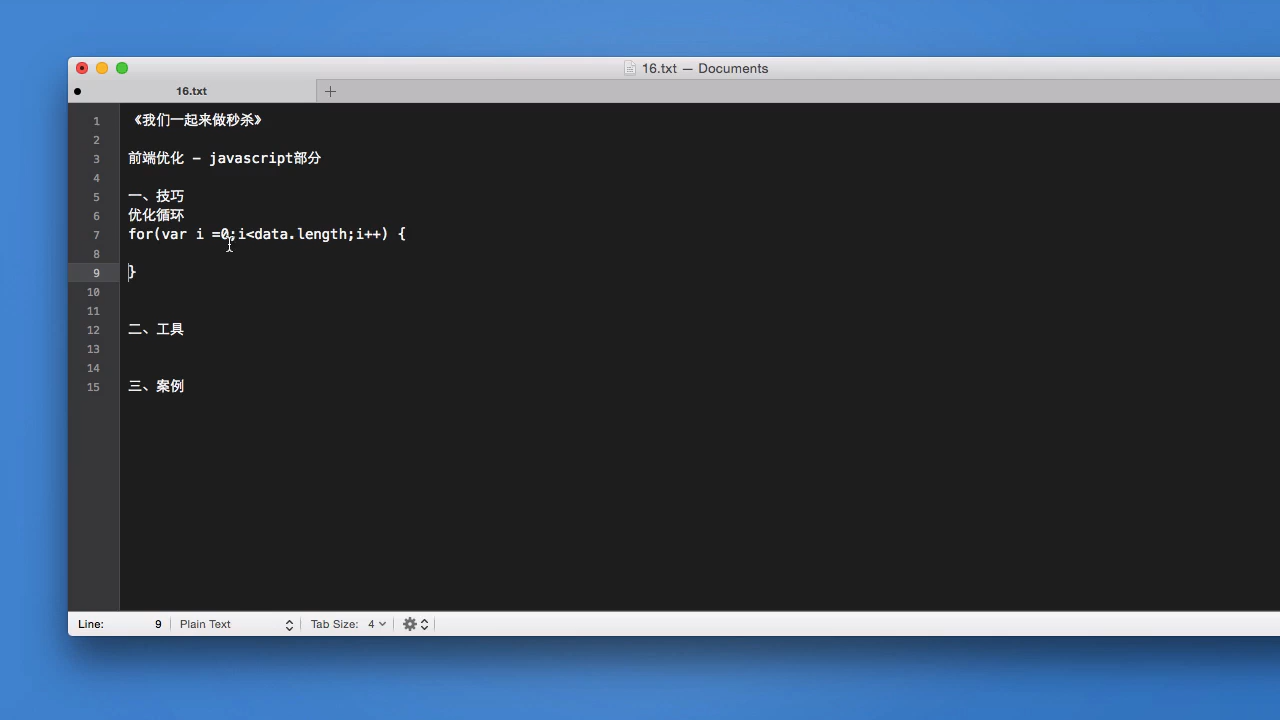 16.txt — Documents
16.txt
1 《我们一起来做秒杀》
2
3 前端优化 - javascript部分
4
5 一、技巧
6 优化循环
7 for(var i =0;i<data.length;i++) {
8
9 }
10
11
12 二、工具
13
14
15 三、案例
Line: 9 Plain Text Tab Size: 4